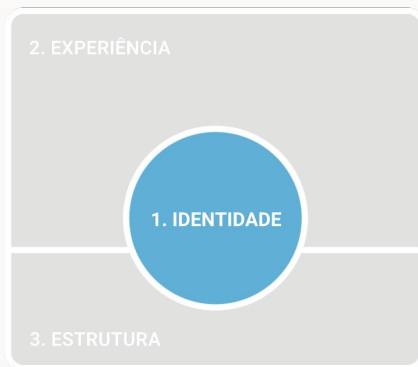 2. EXPERIÊNCIA
1. IDENTIDADE
3. ESTRUTURA